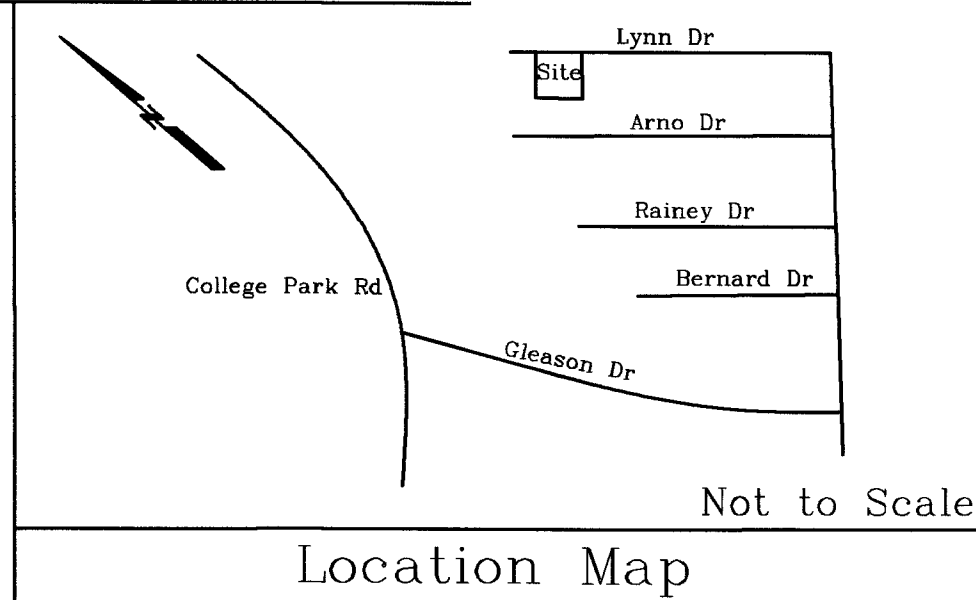 Lynn Dr
Site
Arno Dr
Rainey Dr
College Park Rd
Bernard Dr
Gleason Dr
Not to Scale
Location Map